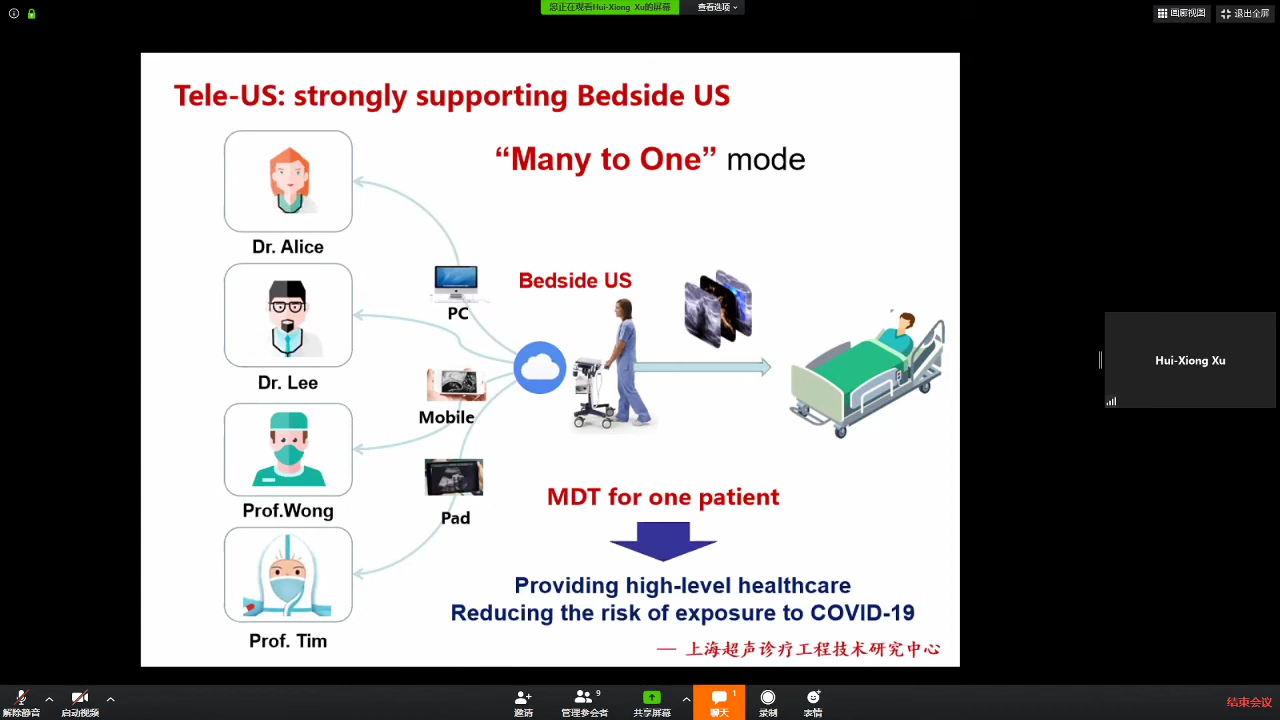 您正在观看Hui-Xiong Xu的屏幕
查看选项
画廊视图
退出全屏
Tele-US: strongly supporting Bedside US
“Many to One” mode
Dr. Alice
PC
Bedside US
Dr. Lee
Mobile
Prof.Wong
Pad
MDT for one patient
Providing high-level healthcare
Reducing the risk of exposure to COVID-19
Prof. Tim
— 上海超声诊疗工程技术研究中心
Hui-Xiong Xu
解除静音
启动视频
邀请
9
管理参会者
共享屏幕
1
聊天
录制
表情
结束会议